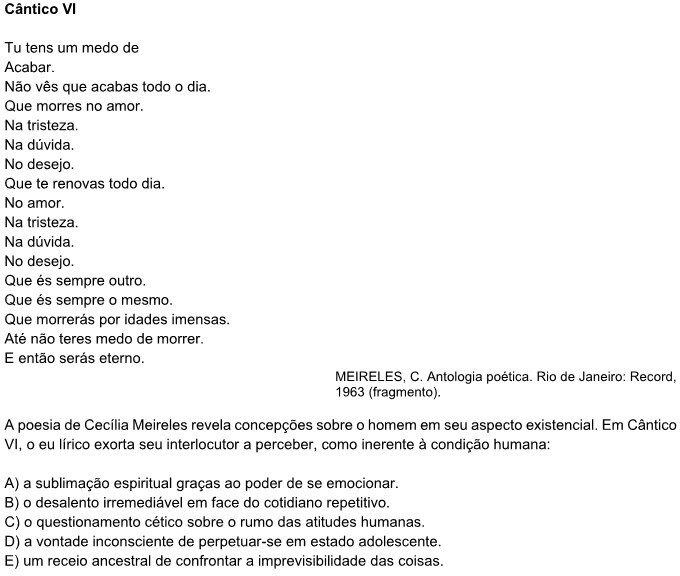 Cântico VI
Tu tens um medo de
Acabar.
Não vês que acabas todo o dia.
Que morres no amor.
Na tristeza.
Na dúvida.
No desejo.
Que te renovas todo dia.
No amor.
Na tristeza.
Na dúvida.
No desejo.
Que és sempre outro.
Que és sempre o mesmo.
Que morrerás por idades imensas.
Até não teres medo de morrer.
E então serás eterno.
MEIRELES, C. Antologia poética. Rio de Janeiro: Record,
1963 (fragmento).
A poesia de Cecília Meireles revela concepções sobre o homem em seu aspecto existencial. Em Cântico
VI, o eu lírico exorta seu interlocutor a perceber, como inerente à condição humana:
A) a sublimação espiritual graças ao poder de se emocionar.
B) o desalento irremediável em face do cotidiano repetitivo.
C) o questionamento cético sobre o rumo das atitudes humanas.
D) a vontade inconsciente de perpetuar-se em estado adolescente.
E) um receio ancestral de confrontar a imprevisibilidade das coisas.